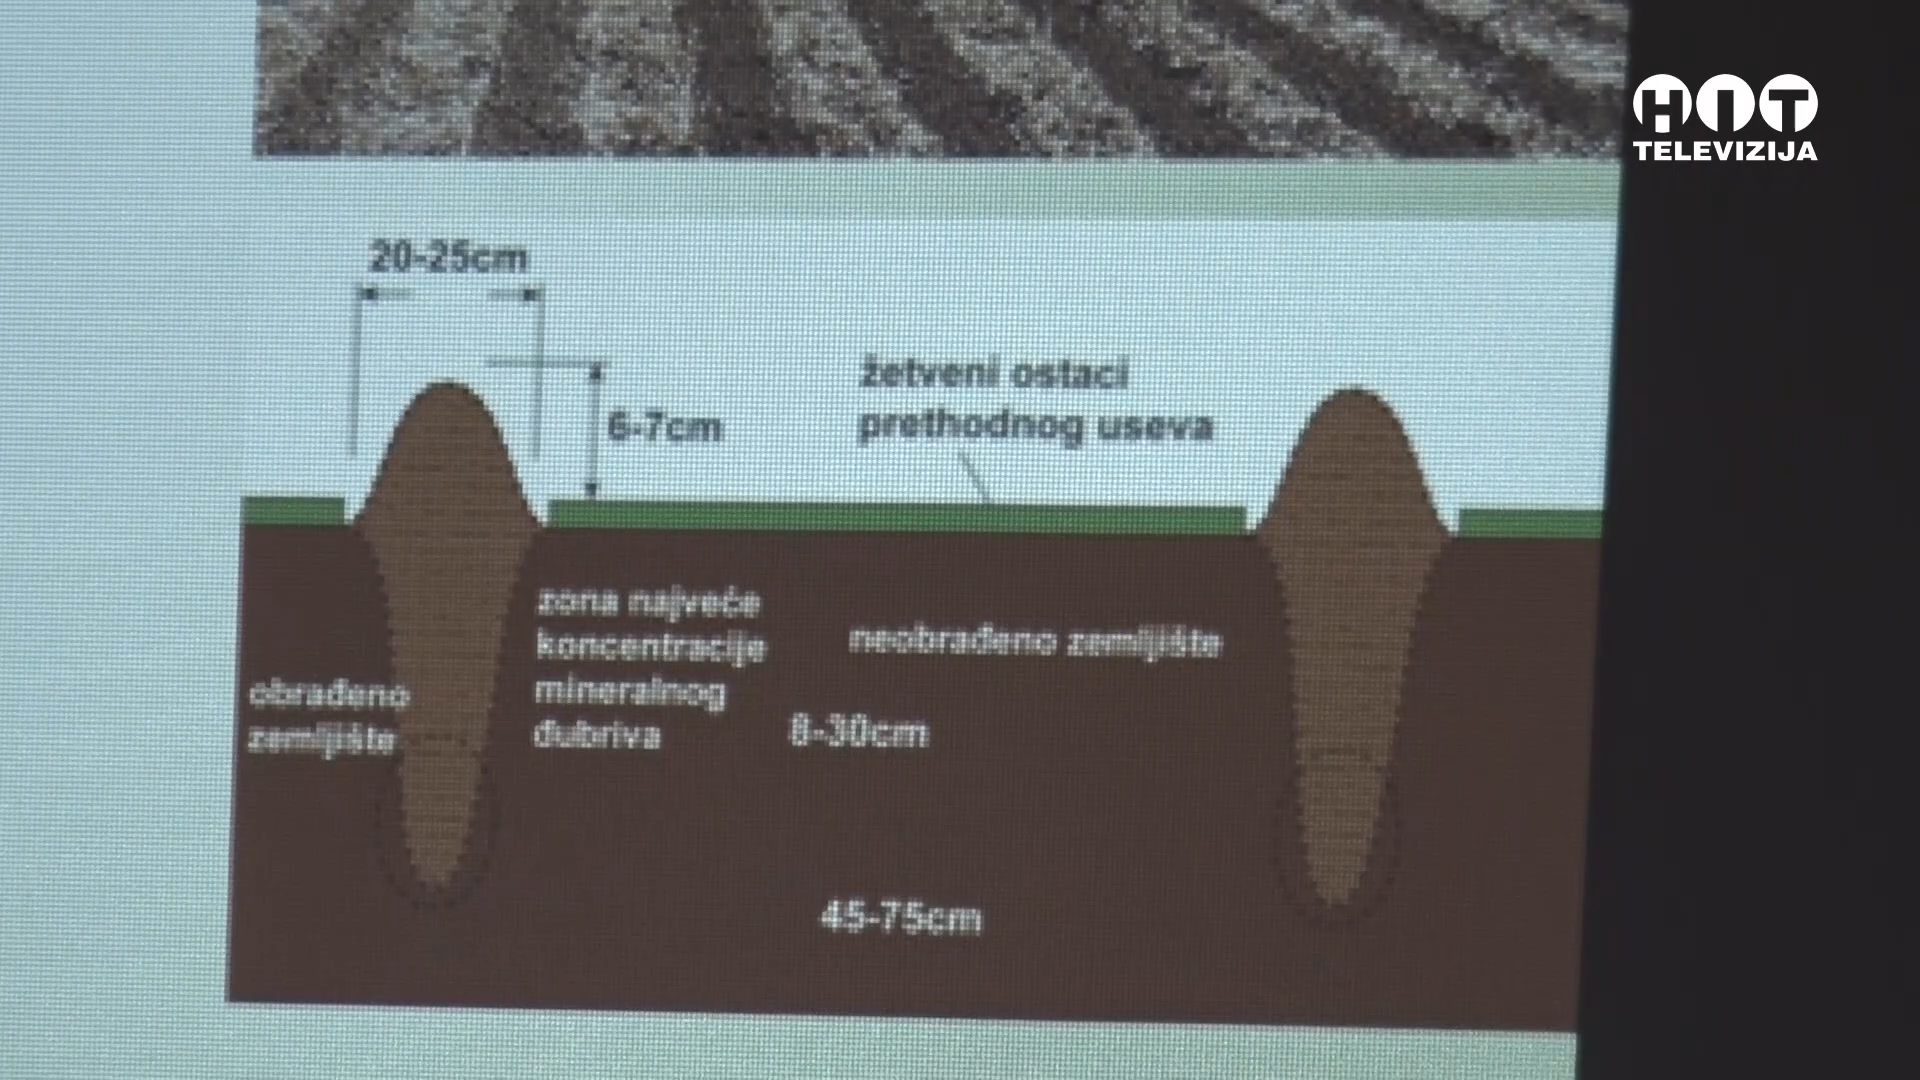 HIT
TELEVIZIJA
20-25cm
6-7cm
žetveni ostaci
prethodnog useva
zona najveće
koncentracije
mineralnog
đubriva
neobrađeno zemljište
obrađeno
zemljište
8-30cm
45-75cm